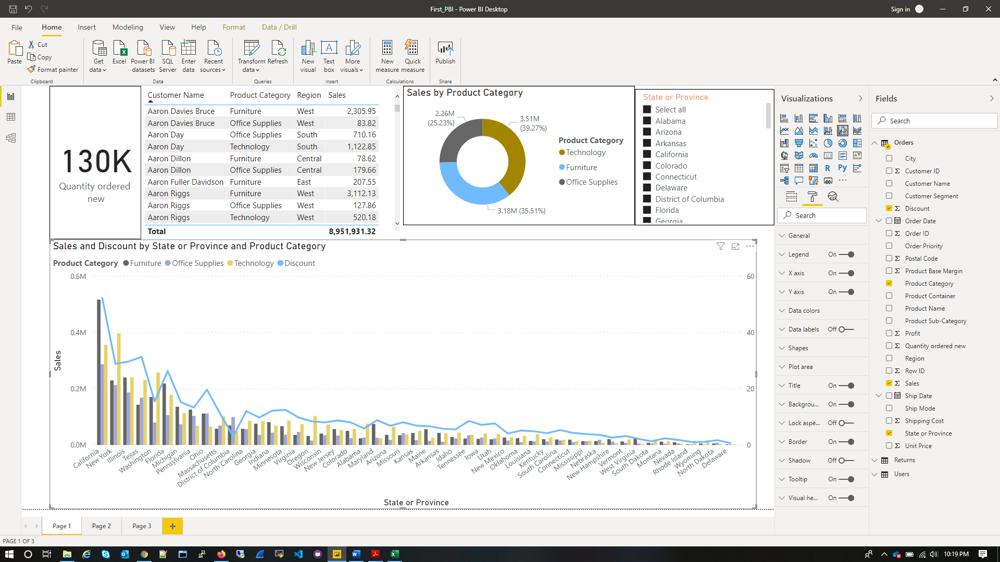 First_PBI - Power BI Desktop
Sign in
File Home Insert Modeling View Help Format Data / Drill
Paste
Cut
Copy
Format painter
Get data
Excel
Power BI datasets
SQL Server
Enter data
Recent sources
Transform data
Refresh
New visual
Text box
More visuals
New measure
Quick measure
Publish
Clipboard Data Queries Insert Calculations Share
130K
Quantity ordered
new
Customer Name Product Category Region Sales
Aaron Davies Bruce Furniture West 2,305.95
Aaron Davies Bruce Office Supplies West 83.82
Aaron Day Office Supplies South 710.16
Aaron Day Technology South 1,122.85
Aaron Dillon Furniture Central 78.62
Aaron Dillon Office Supplies Central 179.66
Aaron Fuller Davidson Furniture East 207.55
Aaron Riggs Furniture West 3,112.13
Aaron Riggs Office Supplies West 127.86
Aaron Riggs Technology West 520.18
Total 8,951,931.32
Sales by Product Category
2.26M
(25.23%)
3.51M
(39.27%)
3.18M (35.51%)
Product Category
Technology
Furniture
Office Supplies
State or Province
Select all
Alabama
Arizona
Arkansas
California
Colorado
Connecticut
Delaware
District of Columbia
Florida
Georgia
Sales and Discount by State or Province and Product Category
Product Category Furniture Office Supplies Technology Discount
0.6M
0.4M
0.2M
0.0M
Sales
60
40
20
0
California
New York
Illinois
Texas
Washington
Florida
Michigan
Pennsylvania
Ohio
Massachusetts
District of Columbia
North Carolina
Georgia
Indiana
Minnesota
Virginia
Oregon
Wisconsin
New Jersey
Colorado
Alabama
Maryland
Arizona
Missouri
Kansas
Maine
Arkansas
Idaho
Tennessee
Iowa
Utah
New Mexico
Oklahoma
Louisiana
Kentucky
South Carolina
Connecticut
Mississippi
Nebraska
New Hampshire
Vermont
West Virginia
South Dakota
Montana
Nevada
Rhode Island
Wyoming
North Dakota
Delaware
State or Province
Visualizations
123
R
Py
Search
General
Legend On
X axis On
Y axis On
Data colors
Data labels Off
Shapes
Plot area
Title On
Backgrou... On
Lock aspe... Off
Border On
Shadow Off
Tooltip On
Visual he... On
Fields
Search
Orders
City
Σ Customer ID
Customer Name
Customer Segment
Σ Discount
Order Date
Σ Order ID
Order Priority
Σ Postal Code
Σ Product Base Margin
Product Category
Product Container
Product Name
Product Sub-Category
Σ Profit
Σ Quantity ordered new
Region
Σ Row ID
Σ Sales
Ship Date
Ship Mode
Σ Shipping Cost
State or Province
Σ Unit Price
Returns
Users
Page 1 Page 2 Page 3 +
PAGE 1 OF 3
10:19 PM